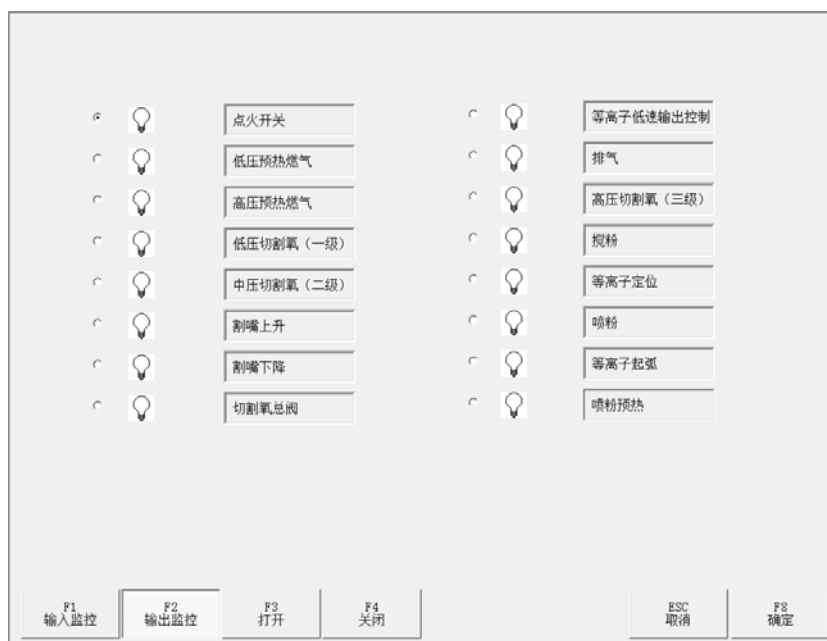 点火开关
低压预热燃气
高压预热燃气
低压切割氧（一级）
中压切割氧（二级）
割嘴上升
割嘴下降
切割氧总阀
等离子低速输出控制
排气
高压切割氧（三级）
搅粉
等离子定位
喷粉
等离子起弧
喷粉预热
F1
输入监控
F2
输出监控
F3
打开
F4
关闭
ESC
取消
F8
确定